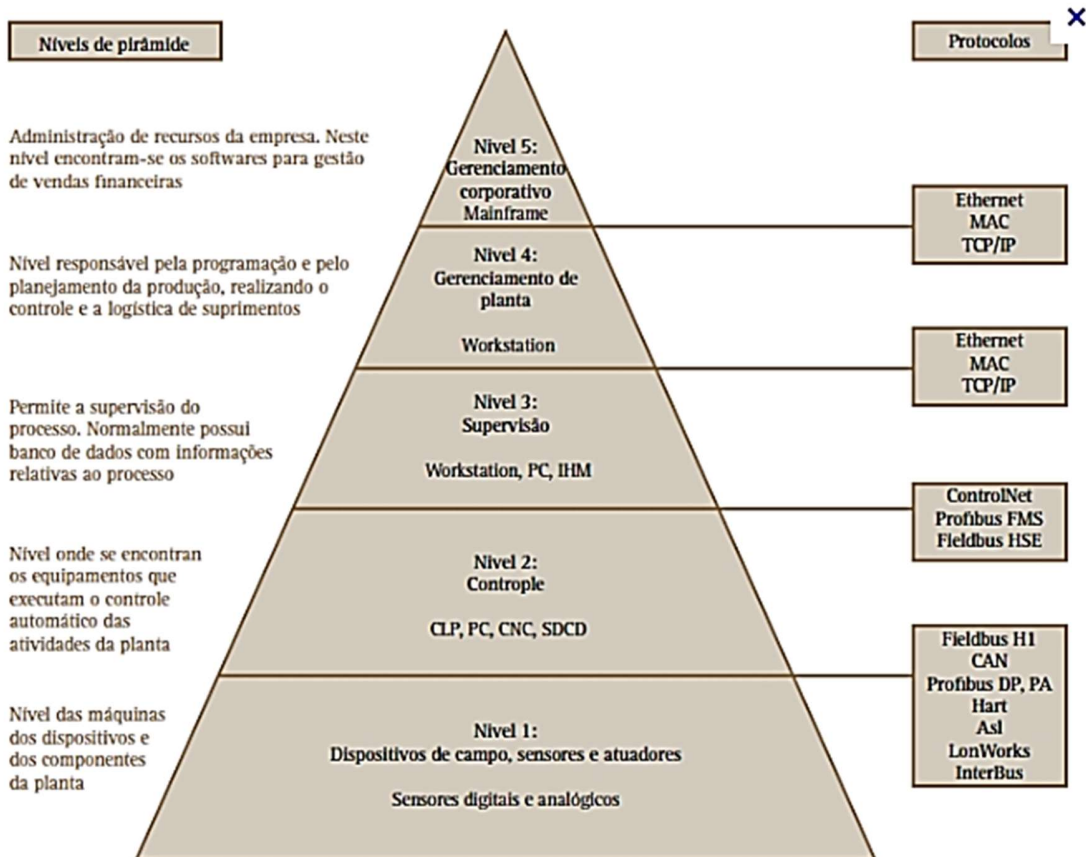 Níveis de pirâmide
Administração de recursos da empresa. Neste
nível encontram-se os softwares para gestão
de vendas financeiras
Nível responsável pela programação e pelo
planejamento da produção, realizando o
controle e a logística de suprimentos
Permite a supervisão do
processo. Normalmente possui
banco de dados com informações
relativas ao processo
Nível onde se encontran
os equipamentos que
executam o controle
automático das
atividades da planta
Nível das máquinas
dos dispositivos e
dos componentes
da planta
Nivel 5:
Gerenciamento
corporativo
Mainframe
Nivel 4:
Gerenciamento de
planta
Workstation
Nivel 3:
Supervisão
Workstation, PC, IHM
Nivel 2:
Controple
CLP, PC, CNC, SDCD
Nivel 1:
Dispositivos de campo, sensores e atuadores
Sensores digitais e analógicos
Protocolos
Ethernet
MAC
TCP/IP
Ethernet
MAC
TCP/IP
ControlNet
Profibus FMS
Fieldbus HSE
Fieldbus H1
CAN
Profibus DP, PA
Hart
AsI
LonWorks
InterBus